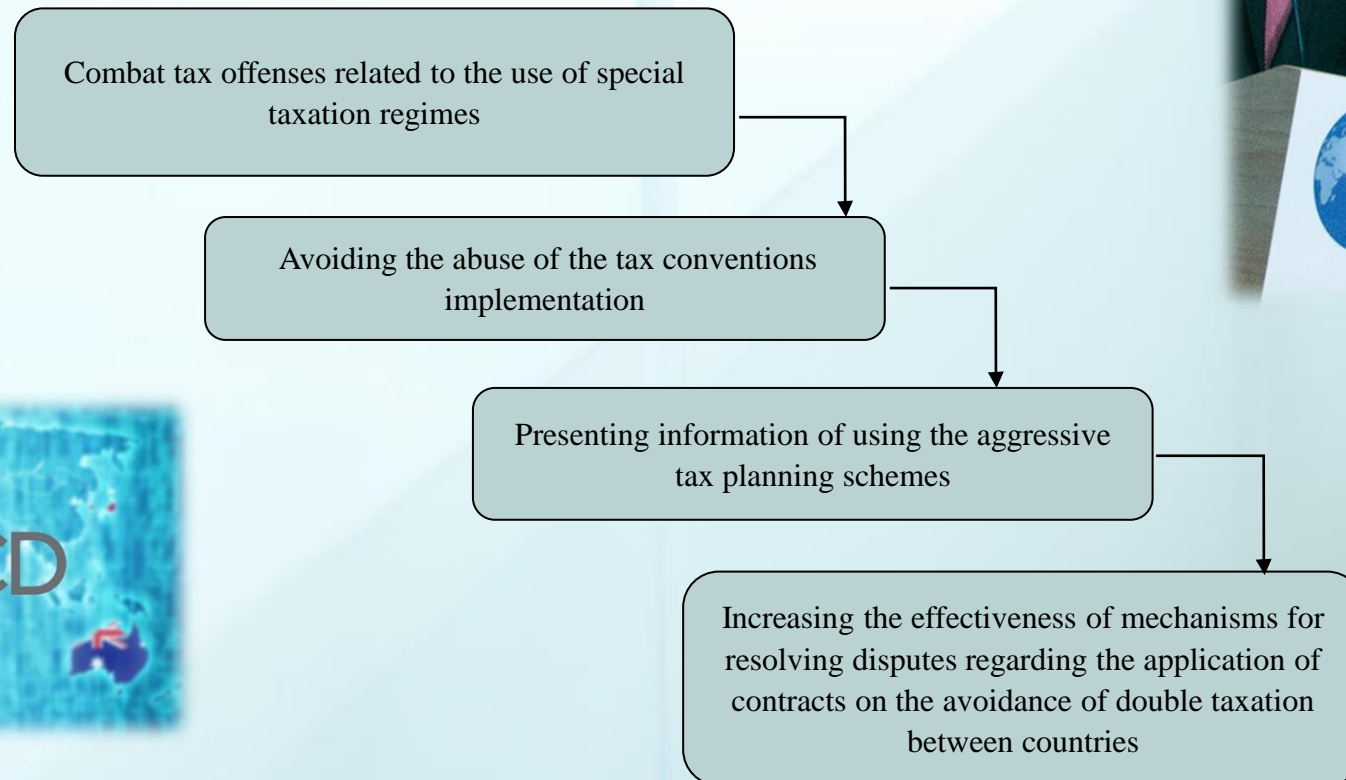 Combat tax offenses related to the use of special
taxation regimes
Avoiding the abuse of the tax conventions
implementation
Presenting information of using the aggressive
tax planning schemes
CD
Increasing the effectiveness of mechanisms for
resolving disputes regarding the application of
contracts on the avoidance of double taxation
between countries